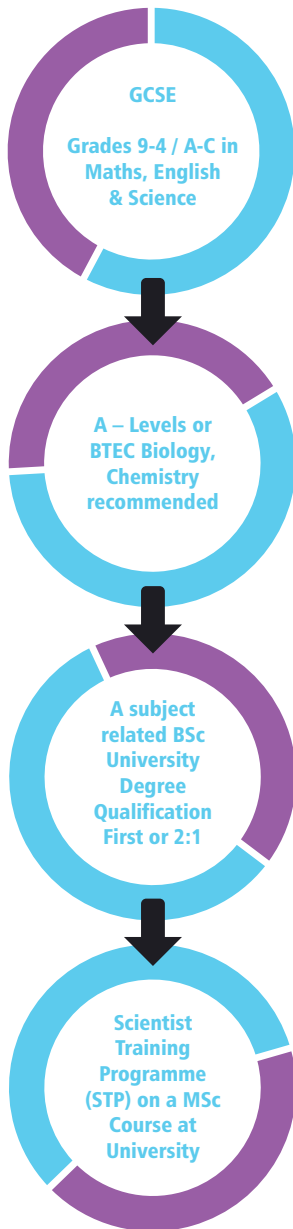 GCSE
Grades 9-4 / A-C in
Maths, English
& Science
A – Levels or
BTEC Biology,
Chemistry
recommended
A subject
related BSc
University
Degree
Qualification
First or 2:1
Scientist
Training
Programme
(STP) on a MSc
Course at
University